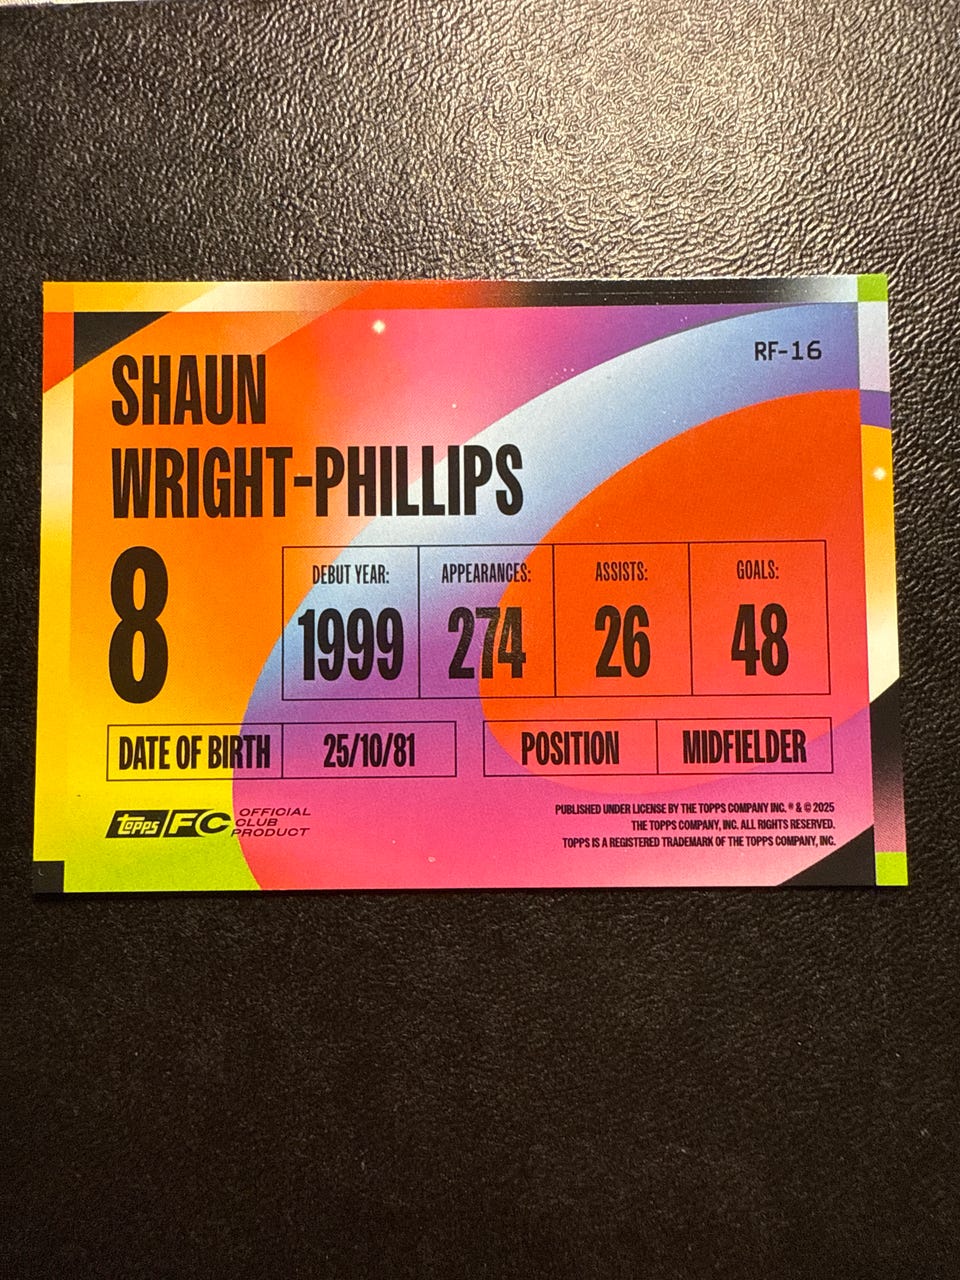 RF-16
SHAUN
WRIGHT-PHILLIPS
8
DEBUT YEAR: APPEARANCES: ASSISTS: GOALS:
1999 274 26 48
DATE OF BIRTH 25/10/81 POSITION MIDFIELDER
topps FC OFFICIAL
CLUB
PRODUCT
PUBLISHED UNDER LICENSE BY THE TOPPS COMPANY INC. ® & © 2025
THE TOPPS COMPANY, INC. ALL RIGHTS RESERVED.
TOPPS IS A REGISTERED TRADEMARK OF THE TOPPS COMPANY, INC.